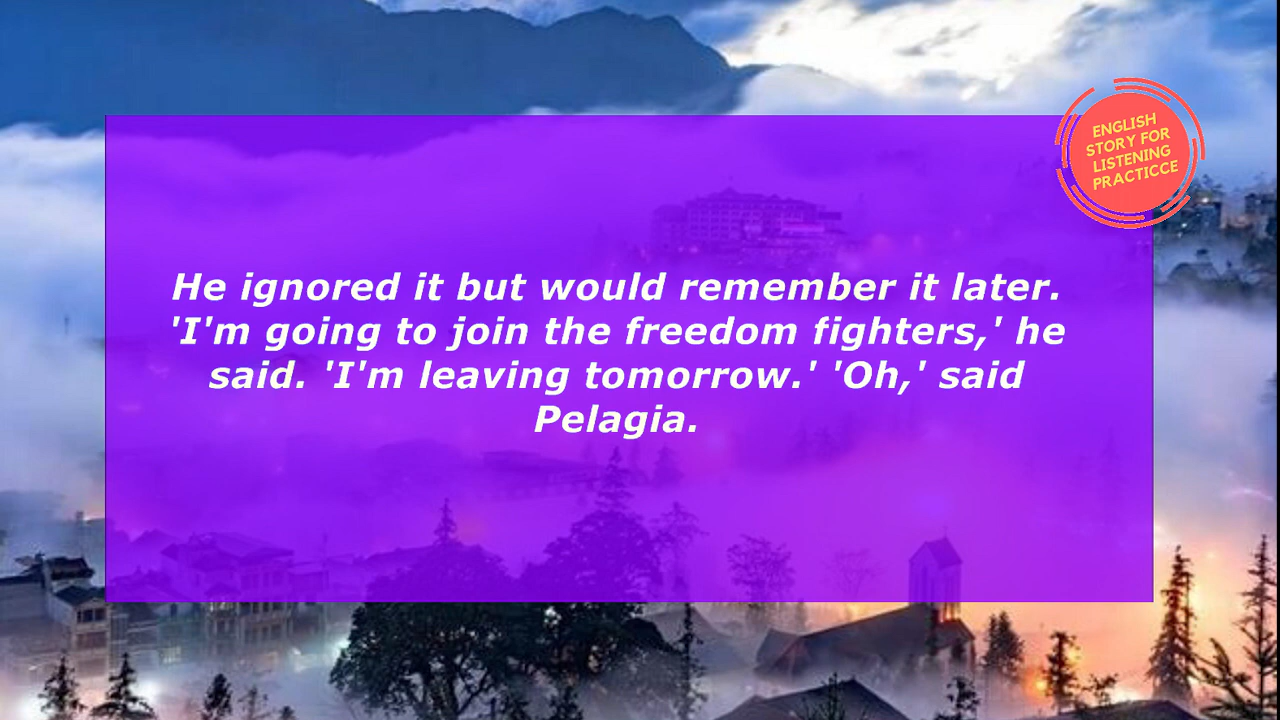 ENGLISH
STORY FOR
LISTENING
PRACTICCE
He ignored it but would remember it later.
'I'm going to join the freedom fighters,' he
said. 'I'm leaving tomorrow.' 'Oh,' said
Pelagia.